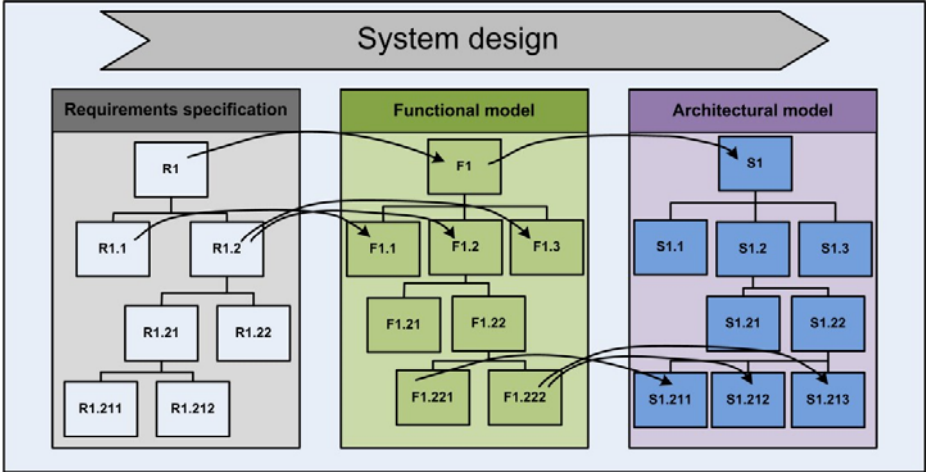 System design
Requirements specification
Functional model
Architectural model
R1
F1
S1
R1.1
R1.2
F1.1
F1.2
F1.3
S1.1
S1.2
S1.3
R1.21
R1.22
F1.21
F1.22
S1.21
S1.22
R1.211
R1.212
F1.221
F1.222
S1.211
S1.212
S1.213